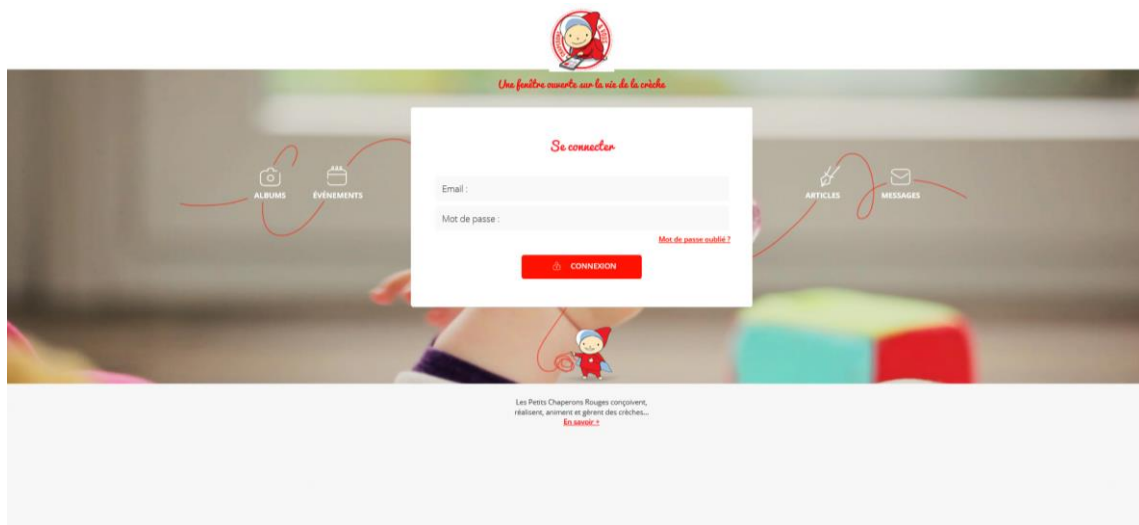 Une fenêtre ouverte sur la vie de la crèche
Se connecter
ALBUMS
ÉVÉNEMENTS
ARTICLES
MESSAGES
Email :
Mot de passe :
Mot de passe oublié ?
CONNEXION
Les Petits Chaperons Rouges conçoivent,
réalisent, animent et gèrent des crèches...
En savoir +